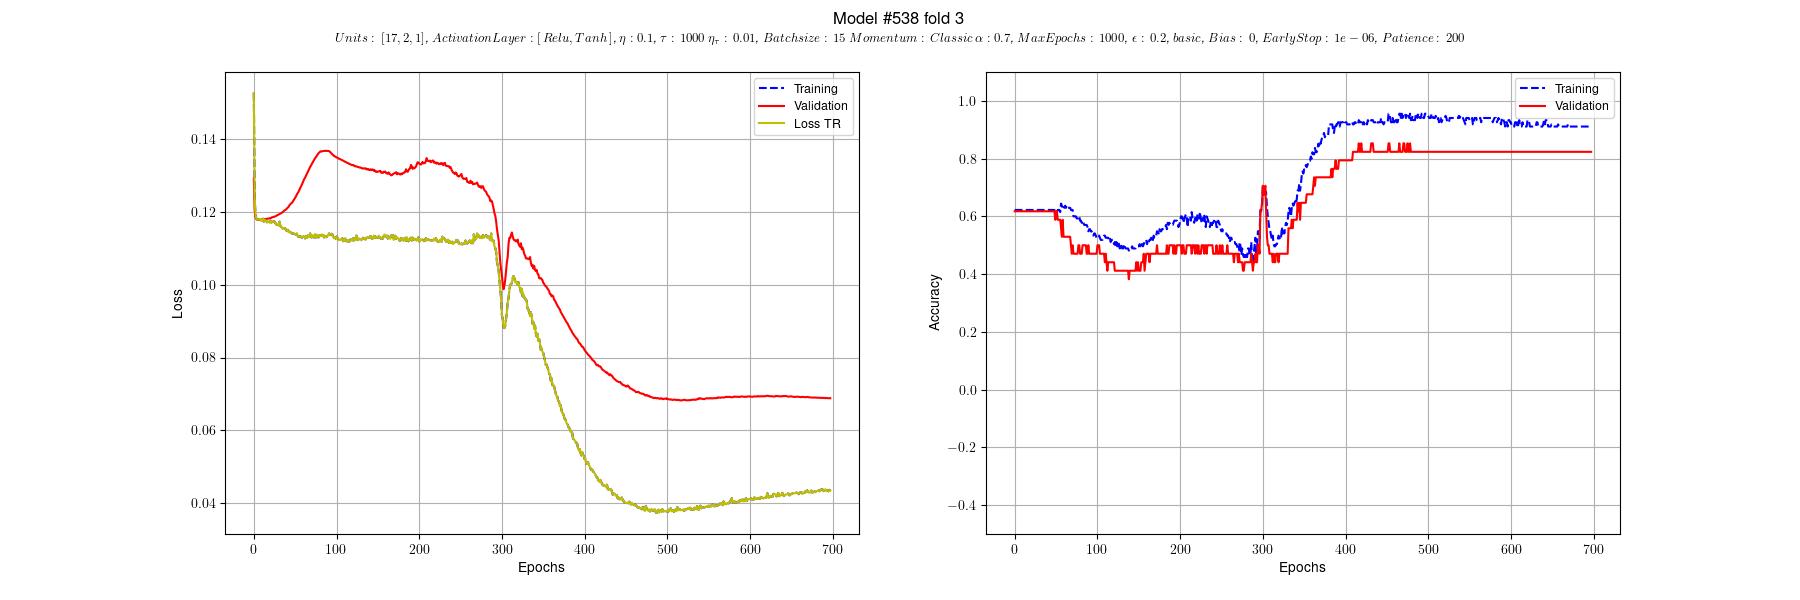 Model #538 fold 3
Units : [17, 2, 1], ActivationLayer : [ Relu, Tanh], η : 0.1, τ : 1000 ητ : 0.01, Batchsize : 15 Momentum : Classic α : 0.7, MaxEpochs : 1000, ϵ : 0.2, basic, Bias : 0, EarlyStop : 1e − 06, Patience : 200
Loss
0.14
0.12
0.10
0.08
0.06
0.04
Training
Validation
Loss TR
0 100 200 300 400 500 600 700
Epochs
Accuracy
1.0
0.8
0.6
0.4
0.2
0.0
−0.2
−0.4
Training
Validation
0 100 200 300 400 500 600 700
Epochs